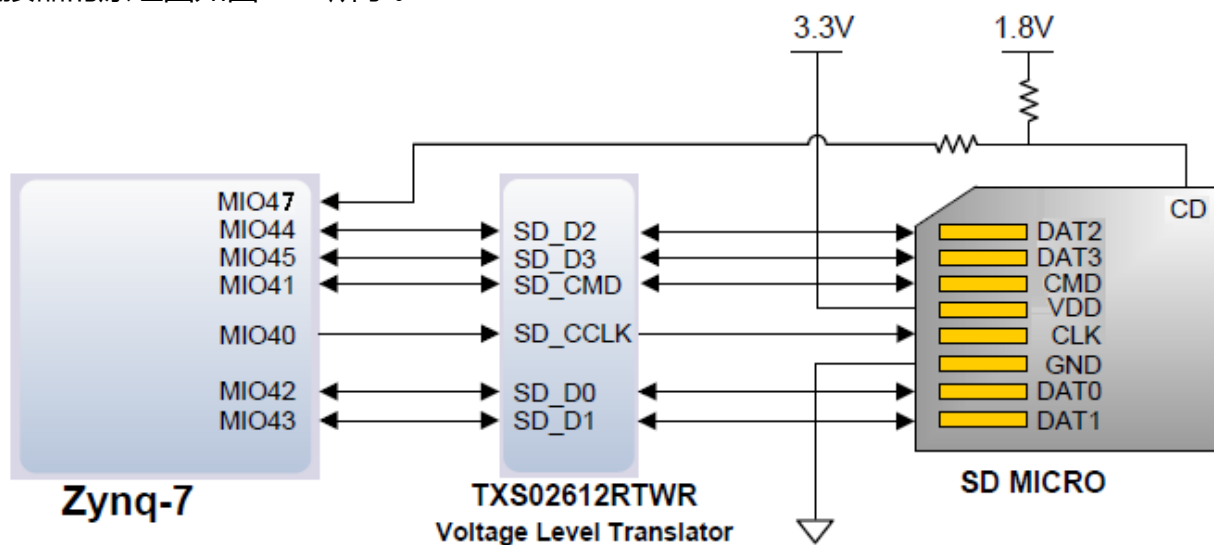 3.3V
1.8V
MIO47
MIO44
MIO45
MIO41
MIO40
MIO42
MIO43
Zynq-7
SD_D2
SD_D3
SD_CMD
SD_CCLK
SD_D0
SD_D1
TXS02612RTWR
Voltage Level Translator
CD
DAT2
DAT3
CMD
VDD
CLK
GND
DAT0
DAT1
SD MICRO